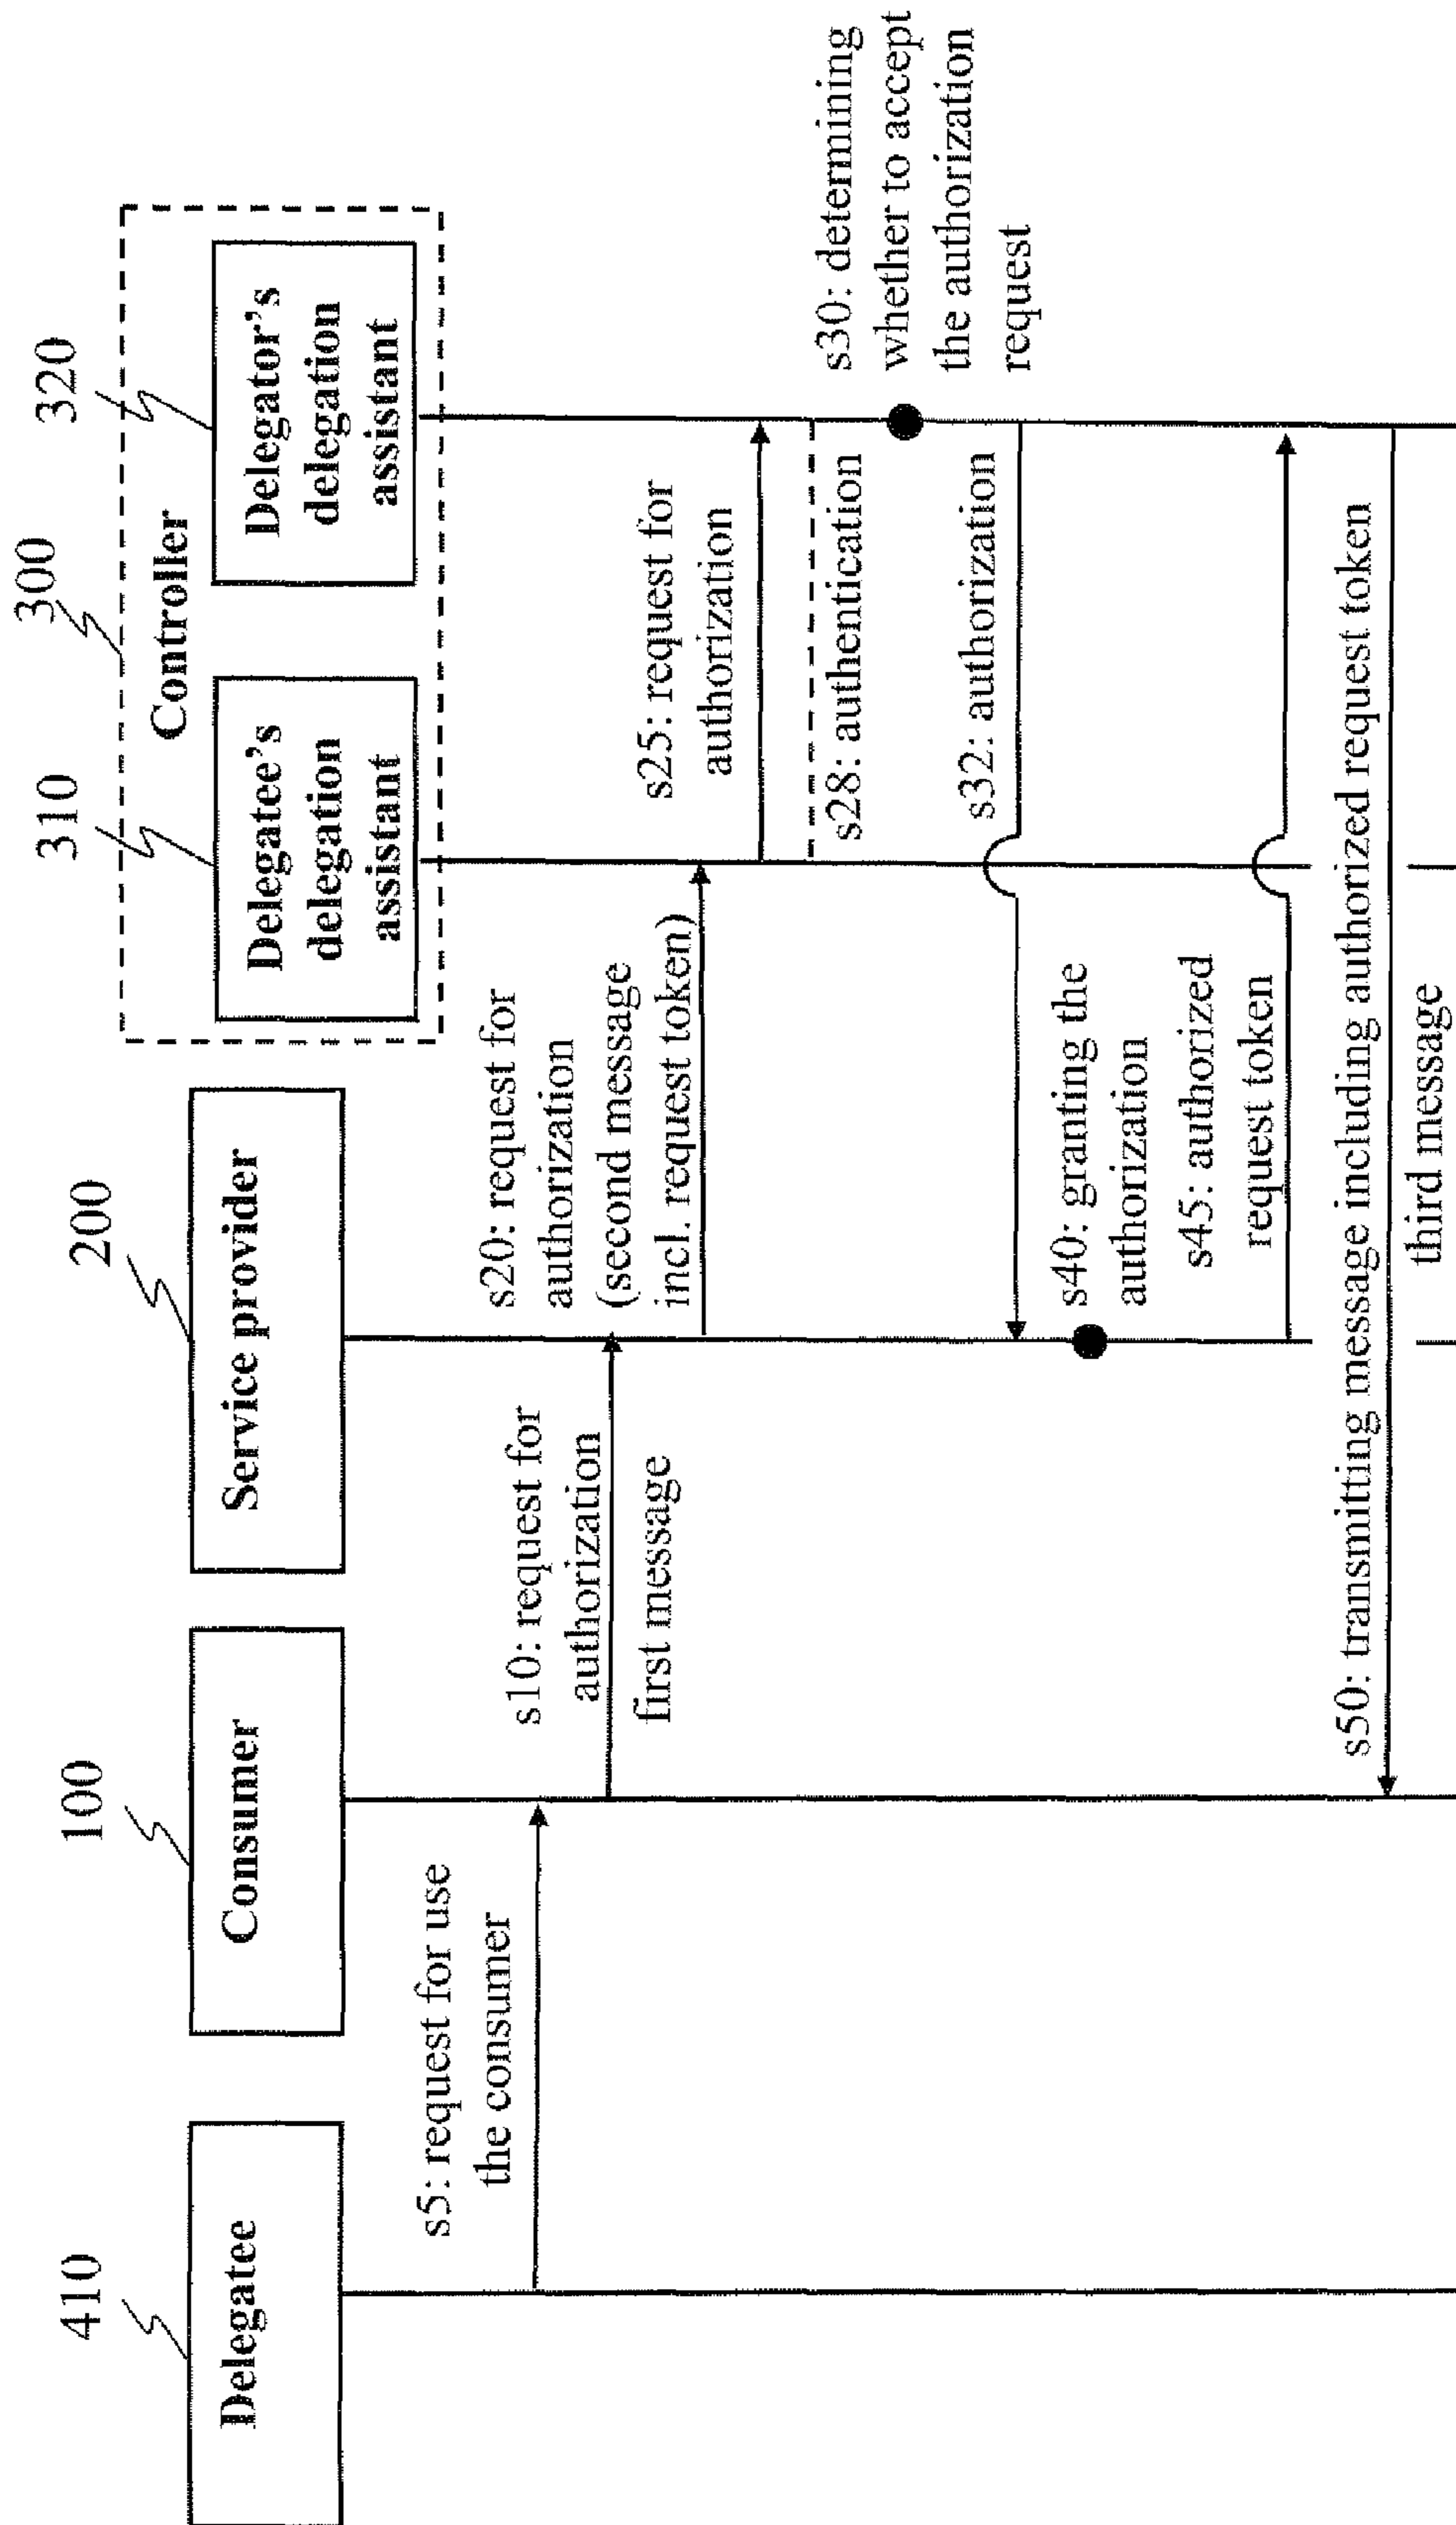 410
100
200
300
310
320
Delegatee
Consumer
Service provider
Controller
Delegatee's
delegation
assistant
Delegator's
delegation
assistant
s5: request for use
the consumer
s10: request for
authorization
first message
s20: request for
authorization
(second message
incl. request token)
s25: request for
authorization
s28: authentication
s30: determining
whether to accept
the authorization
request
s32: authorization
s40: granting the
authorization
s45: authorized
request token
s50: transmitting message including authorized request token
third message